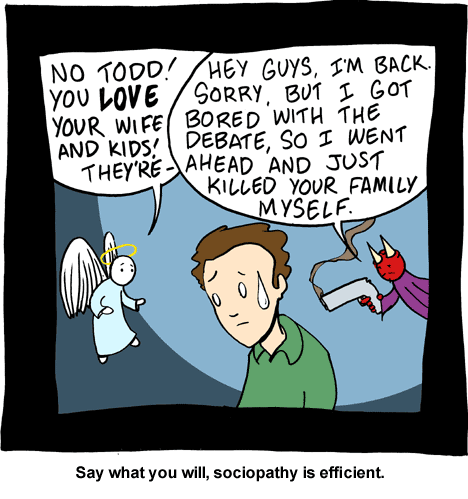 NO TODD!
YOU LOVE
YOUR WIFE
AND KIDS!
THEY'RE-
HEY GUYS, I'M BACK.
SORRY, BUT I GOT
BORED WITH THE
DEBATE, SO I WENT
AHEAD AND JUST
KILLED YOUR FAMILY
MYSELF.
Say what you will, sociopathy is efficient.